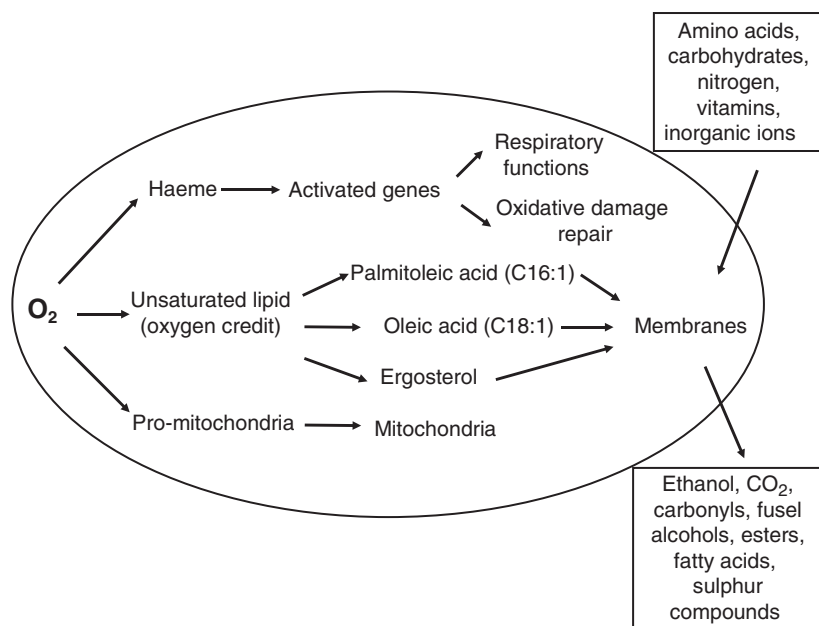 Amino acids,
carbohydrates,
nitrogen,
vitamins,
inorganic ions
Respiratory
functions
Haeme
Activated genes
Oxidative damage
repair
Palmitoleic acid (C16:1)
O₂
Unsaturated lipid
(oxygen credit)
Oleic acid (C18:1)
Membranes
Ergosterol
Pro-mitochondria
Mitochondria
Ethanol, CO₂,
carbonyls, fusel
alcohols, esters,
fatty acids,
sulphur
compounds